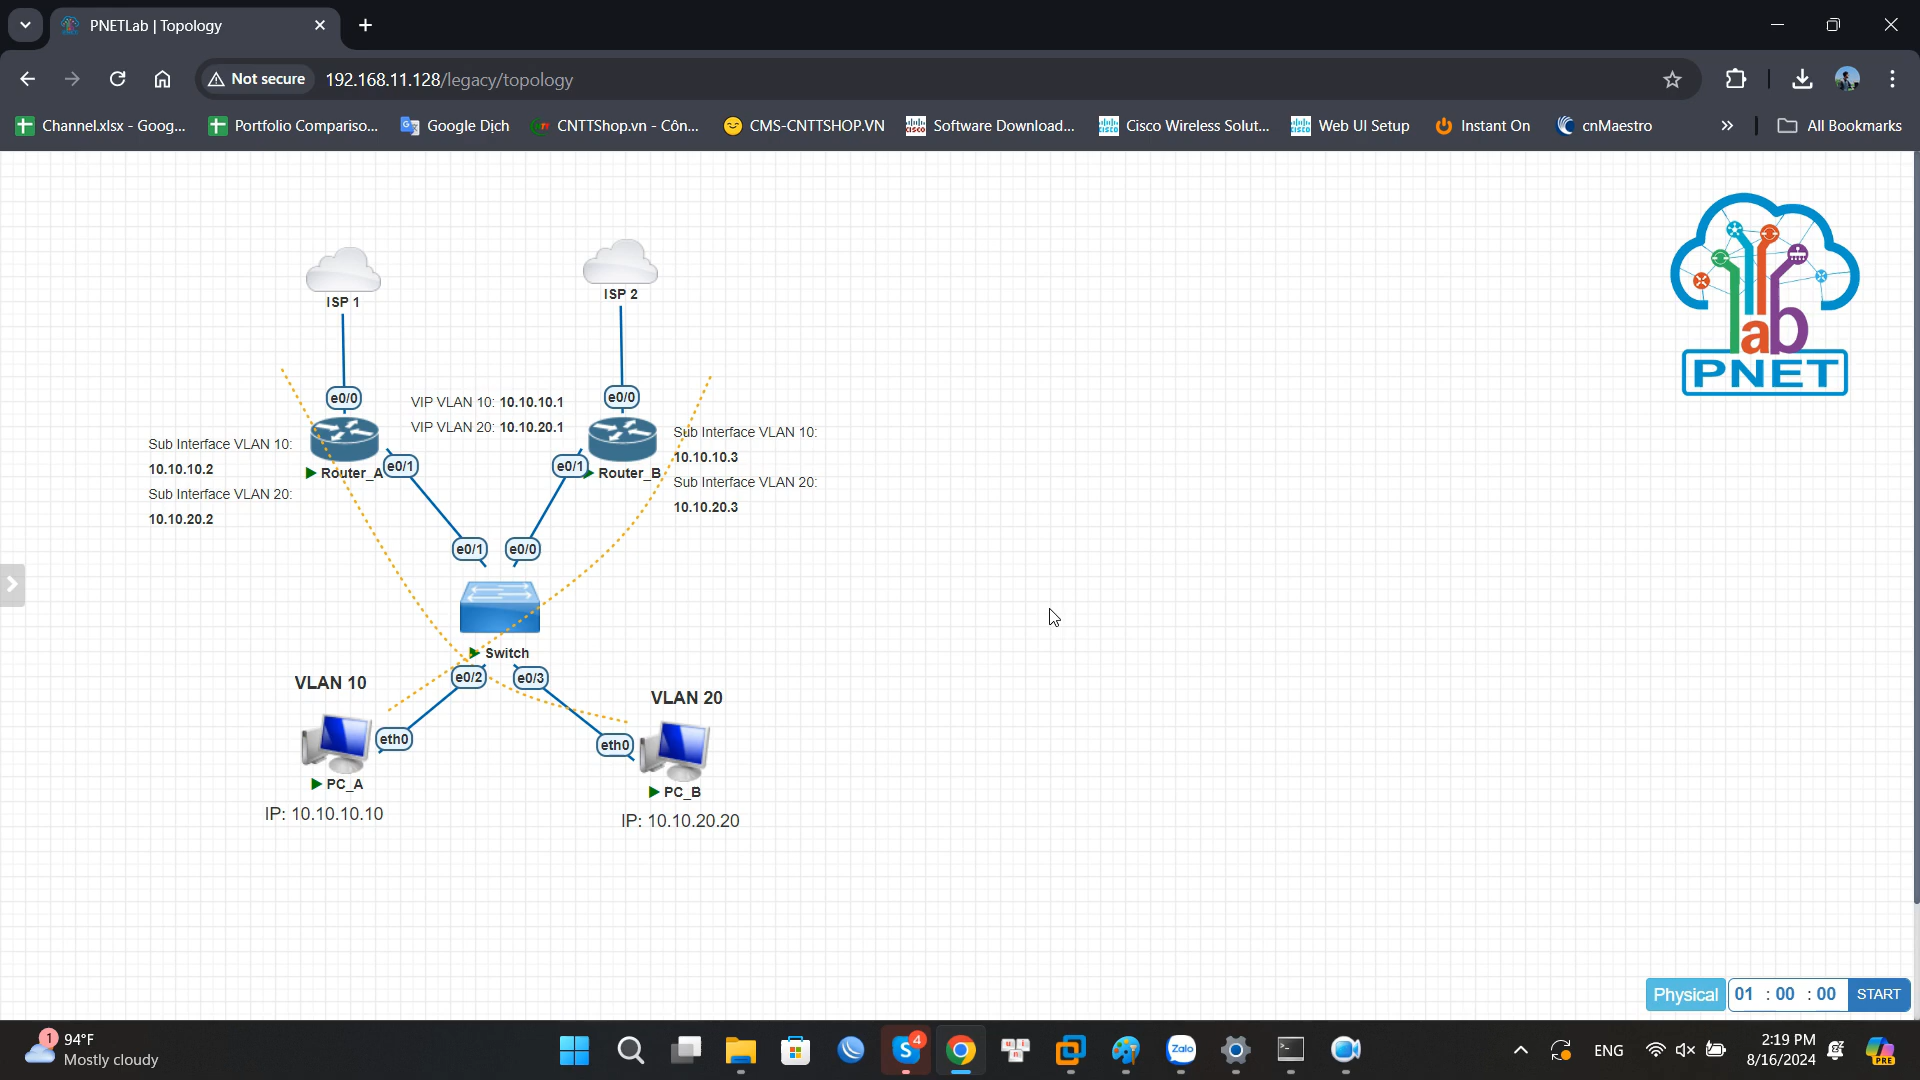 PNETLab | Topology
Not secure
192.168.11.128/legacy/topology
Channel.xlsx - Goog...
Portfolio Compariso...
Google Dịch
CNTTShop.vn - Côn...
CMS-CNTTSHOP.VN
Software Download...
Cisco Wireless Solut...
Web UI Setup
Instant On
cnMaestro
All Bookmarks
ISP 1
ISP 2
e0/0
e0/0
VIP VLAN 10: 10.10.10.1
VIP VLAN 20: 10.10.20.1
Sub Interface VLAN 10:
10.10.10.2
Sub Interface VLAN 20:
10.10.20.2
Router_A
e0/1
e0/1
Router_B
Sub Interface VLAN 10:
10.10.10.3
Sub Interface VLAN 20:
10.10.20.3
e0/1
e0/0
Switch
e0/2
e0/3
VLAN 10
VLAN 20
eth0
eth0
PC_A
PC_B
IP: 10.10.10.10
IP: 10.10.20.20
lab
PNET
Physical
01 : 00 : 00
START
1
94°F
Mostly cloudy
4
Zalo
PRE
ENG
2:19 PM
8/16/2024